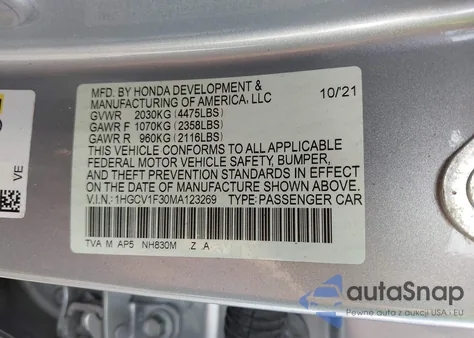 MFD. BY HONDA DEVELOPMENT &
MANUFACTURING OF AMERICA, LLC 10/21
GVWR 2030KG (4475LBS)
GAWR F 1070KG (2358LBS)
GAWR R 960KG (2116LBS)
THIS VEHICLE CONFORMS TO ALL APPLICABLE
FEDERAL MOTOR VEHICLE SAFETY, BUMPER,
AND THEFT PREVENTION STANDARDS IN EFFECT
ON THE DATE OF MANUFACTURE SHOWN ABOVE.
V.I.N.: 1HGCV1F30MA123269 TYPE: PASSENGER CAR
TVA M AP5 NH830M .Z .A
VE
autaSnap
Pewne auto z aukcji USA i EU